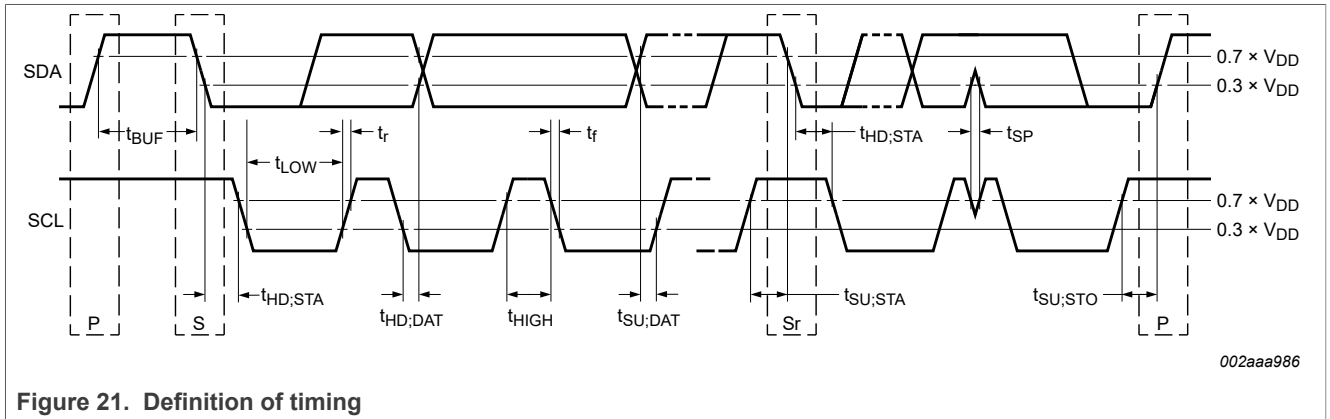 SDA
0.7 × VDD
0.3 × VDD
tBUF
tLOW
tr
tf
tHD;STA
tSP
SCL
0.7 × VDD
0.3 × VDD
tHD;STA
tHD;DAT
tHIGH
tSU;DAT
tSU;STA
tSU;STO
P
S
Sr
P
002aaa986
Figure 21. Definition of timing